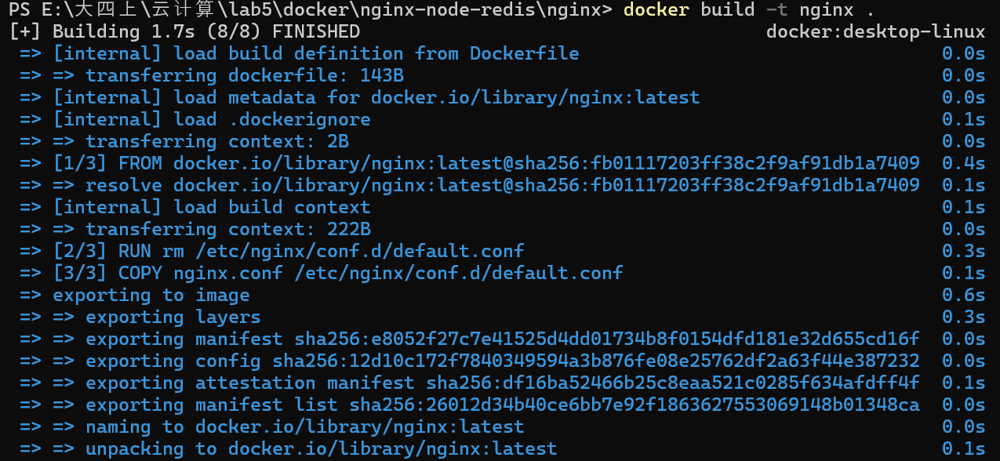 PS E:\大四上\云计算\lab5\docker\nginx-node-redis\nginx> docker build -t nginx .
[+] Building 1.7s (8/8) FINISHED docker:desktop-linux
=> [internal] load build definition from Dockerfile 0.0s
=> => transferring dockerfile: 143B 0.0s
=> [internal] load metadata for docker.io/library/nginx:latest 0.0s
=> [internal] load .dockerignore 0.1s
=> => transferring context: 2B 0.0s
=> [1/3] FROM docker.io/library/nginx:latest@sha256:fb01117203ff38c2f9af91db1a7409 0.4s
=> => resolve docker.io/library/nginx:latest@sha256:fb01117203ff38c2f9af91db1a7409 0.1s
=> [internal] load build context 0.1s
=> => transferring context: 222B 0.0s
=> [2/3] RUN rm /etc/nginx/conf.d/default.conf 0.3s
=> [3/3] COPY nginx.conf /etc/nginx/conf.d/default.conf 0.1s
=> exporting to image 0.6s
=> => exporting layers 0.3s
=> => exporting manifest sha256:e8052f27c7e41525d4dd01734b8f0154dfd181e32d655cd16f 0.0s
=> => exporting config sha256:12d10c172f7840349594a3b876fe08e25762df2a63f44e387232 0.0s
=> => exporting attestation manifest sha256:df16ba52466b25c8eaa521c0285f634afdff4f 0.1s
=> => exporting manifest list sha256:26012d34b40ce6bb7e92f1863627553069148b01348ca 0.0s
=> => naming to docker.io/library/nginx:latest 0.0s
=> => unpacking to docker.io/library/nginx:latest 0.1s